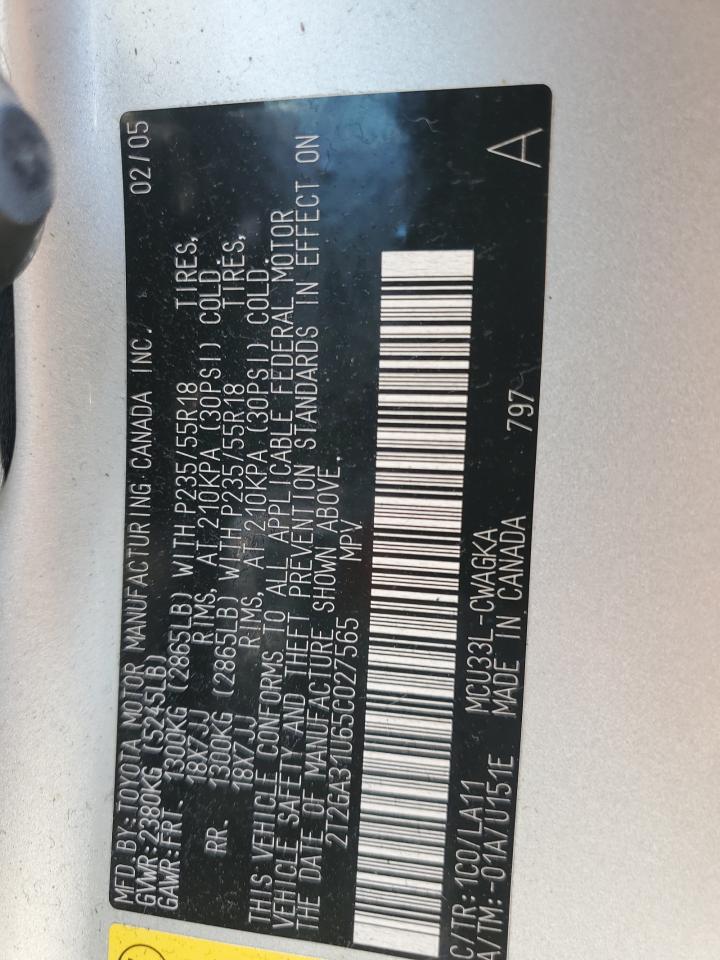 MFD.BY:TOYOTA MOTOR MANUFACTURING CANADA INC. 02/05
GVWR:2380KG (5245LB)
GAWR:FRT. 1300KG (2865LB) WITH P235/55R18 TIRES,
18X7JJ RIMS, AT 210KPA (30PSI) COLD.
RR. 1300KG (2865LB) WITH P235/55R18 TIRES,
18X7JJ RIMS, AT 210KPA (30PSI) COLD.
THIS VEHICLE CONFORMS TO ALL APPLICABLE FEDERAL MOTOR
VEHICLE SAFETY AND THEFT PREVENTION STANDARDS IN EFFECT ON
THE DATE OF MANUFACTURE SHOWN ABOVE.
2T2GA31U65C027565 MPV
C/TR:1C0/LA11 MCU33L-CWAGKA 797 A
A/TM:-01A/U151E MADE IN CANADA